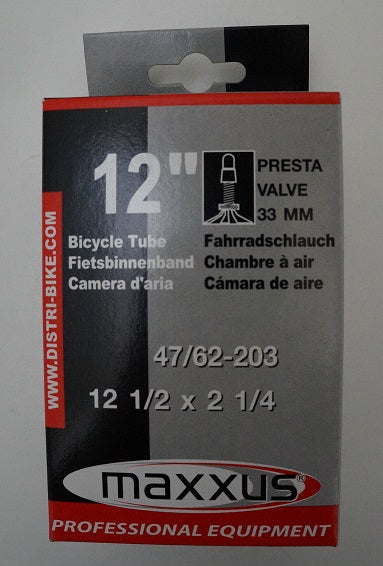 12"
PRESTA
VALVE
33 MM
Bicycle Tube
Fietsbinnenband
Camera d'aria
Fahrradschlauch
Chambre à air
Cámara de aire
WWW.DISTRI-BIKE.COM
47/62-203
12 1/2 x 2 1/4
maxxus®
PROFESSIONAL EQUIPMENT